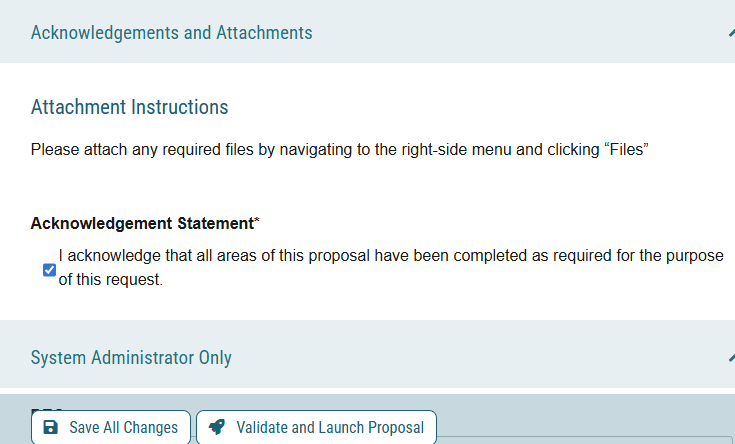 Acknowledgements and Attachments
Attachment Instructions
Please attach any required files by navigating to the right-side menu and clicking “Files”
Acknowledgement Statement*
I acknowledge that all areas of this proposal have been completed as required for the purpose
of this request.
System Administrator Only
Save All Changes
Validate and Launch Proposal